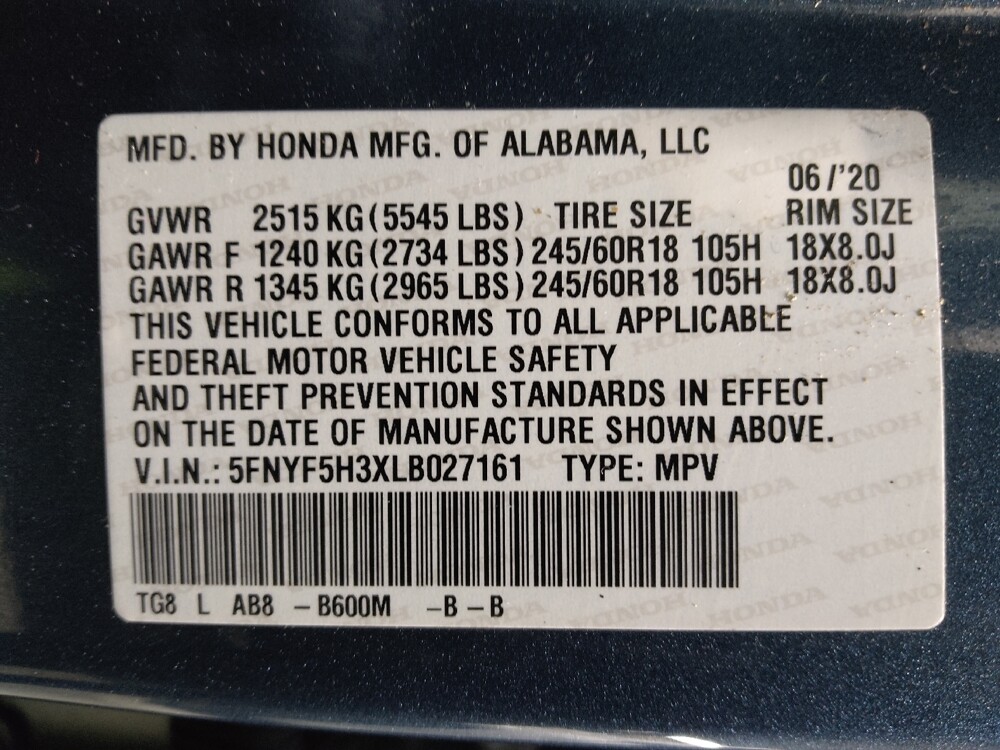 MFD. BY HONDA MFG. OF ALABAMA, LLC
06/'20
GVWR 2515 KG (5545 LBS) TIRE SIZE RIM SIZE
GAWR F 1240 KG (2734 LBS) 245/60R18 105H 18X8.0J
GAWR R 1345 KG (2965 LBS) 245/60R18 105H 18X8.0J
THIS VEHICLE CONFORMS TO ALL APPLICABLE
FEDERAL MOTOR VEHICLE SAFETY
AND THEFT PREVENTION STANDARDS IN EFFECT
ON THE DATE OF MANUFACTURE SHOWN ABOVE.
V.I.N.: 5FNYF5H3XLB027161 TYPE: MPV
TG8 L AB8 -B600M -B -B